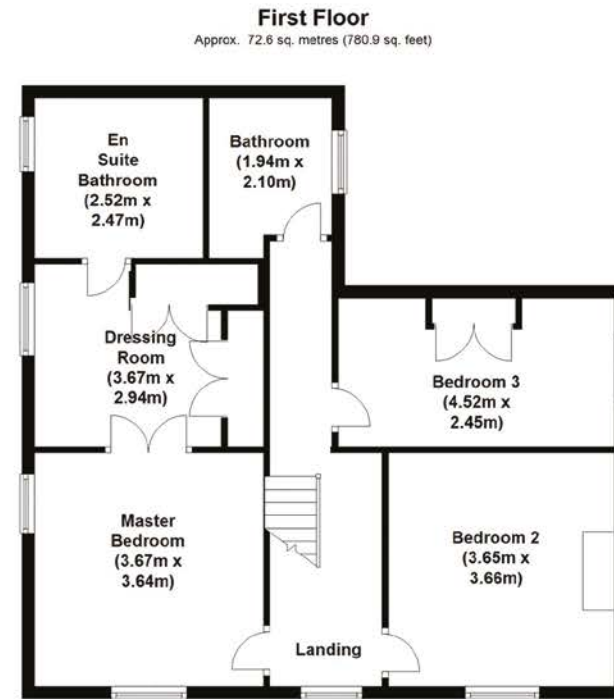 First Floor
Approx. 72.6 sq. metres (780.9 sq. feet)
En
Suite
Bathroom
(2.52m x
2.47m)
Bathroom
(1.94m x
2.10m)
Dressing
Room
(3.67m x
2.94m)
Bedroom 3
(4.52m x
2.45m)
Master
Bedroom
(3.67m x
3.64m)
Bedroom 2
(3.65m x
3.66m)
Landing